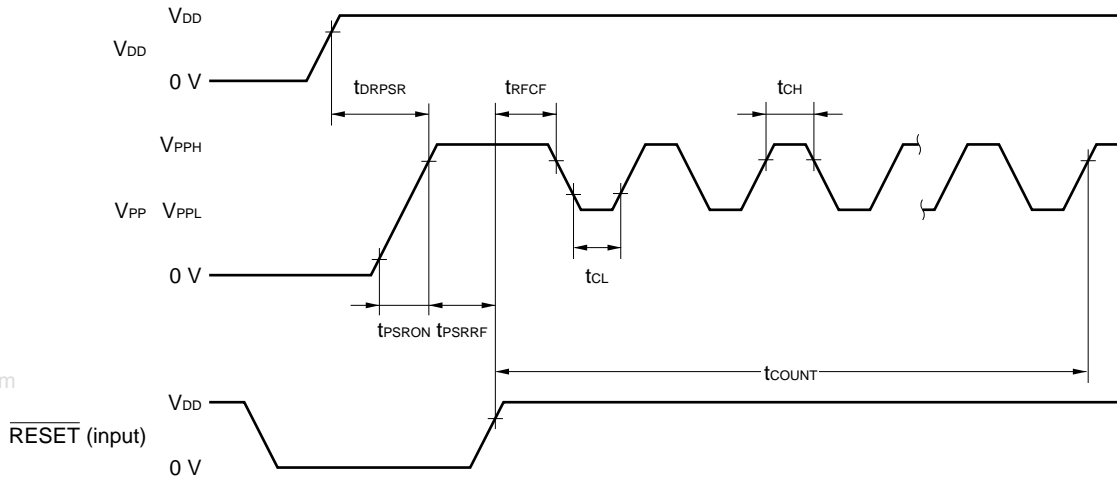 VDD
VDD
0 V
tDRPSR
tRFCF
tCH
VPPH
VPP VPPL
0 V
tCL
tPSRON tPSRRF
tCOUNT
m
VDD
RESET (input)
0 V